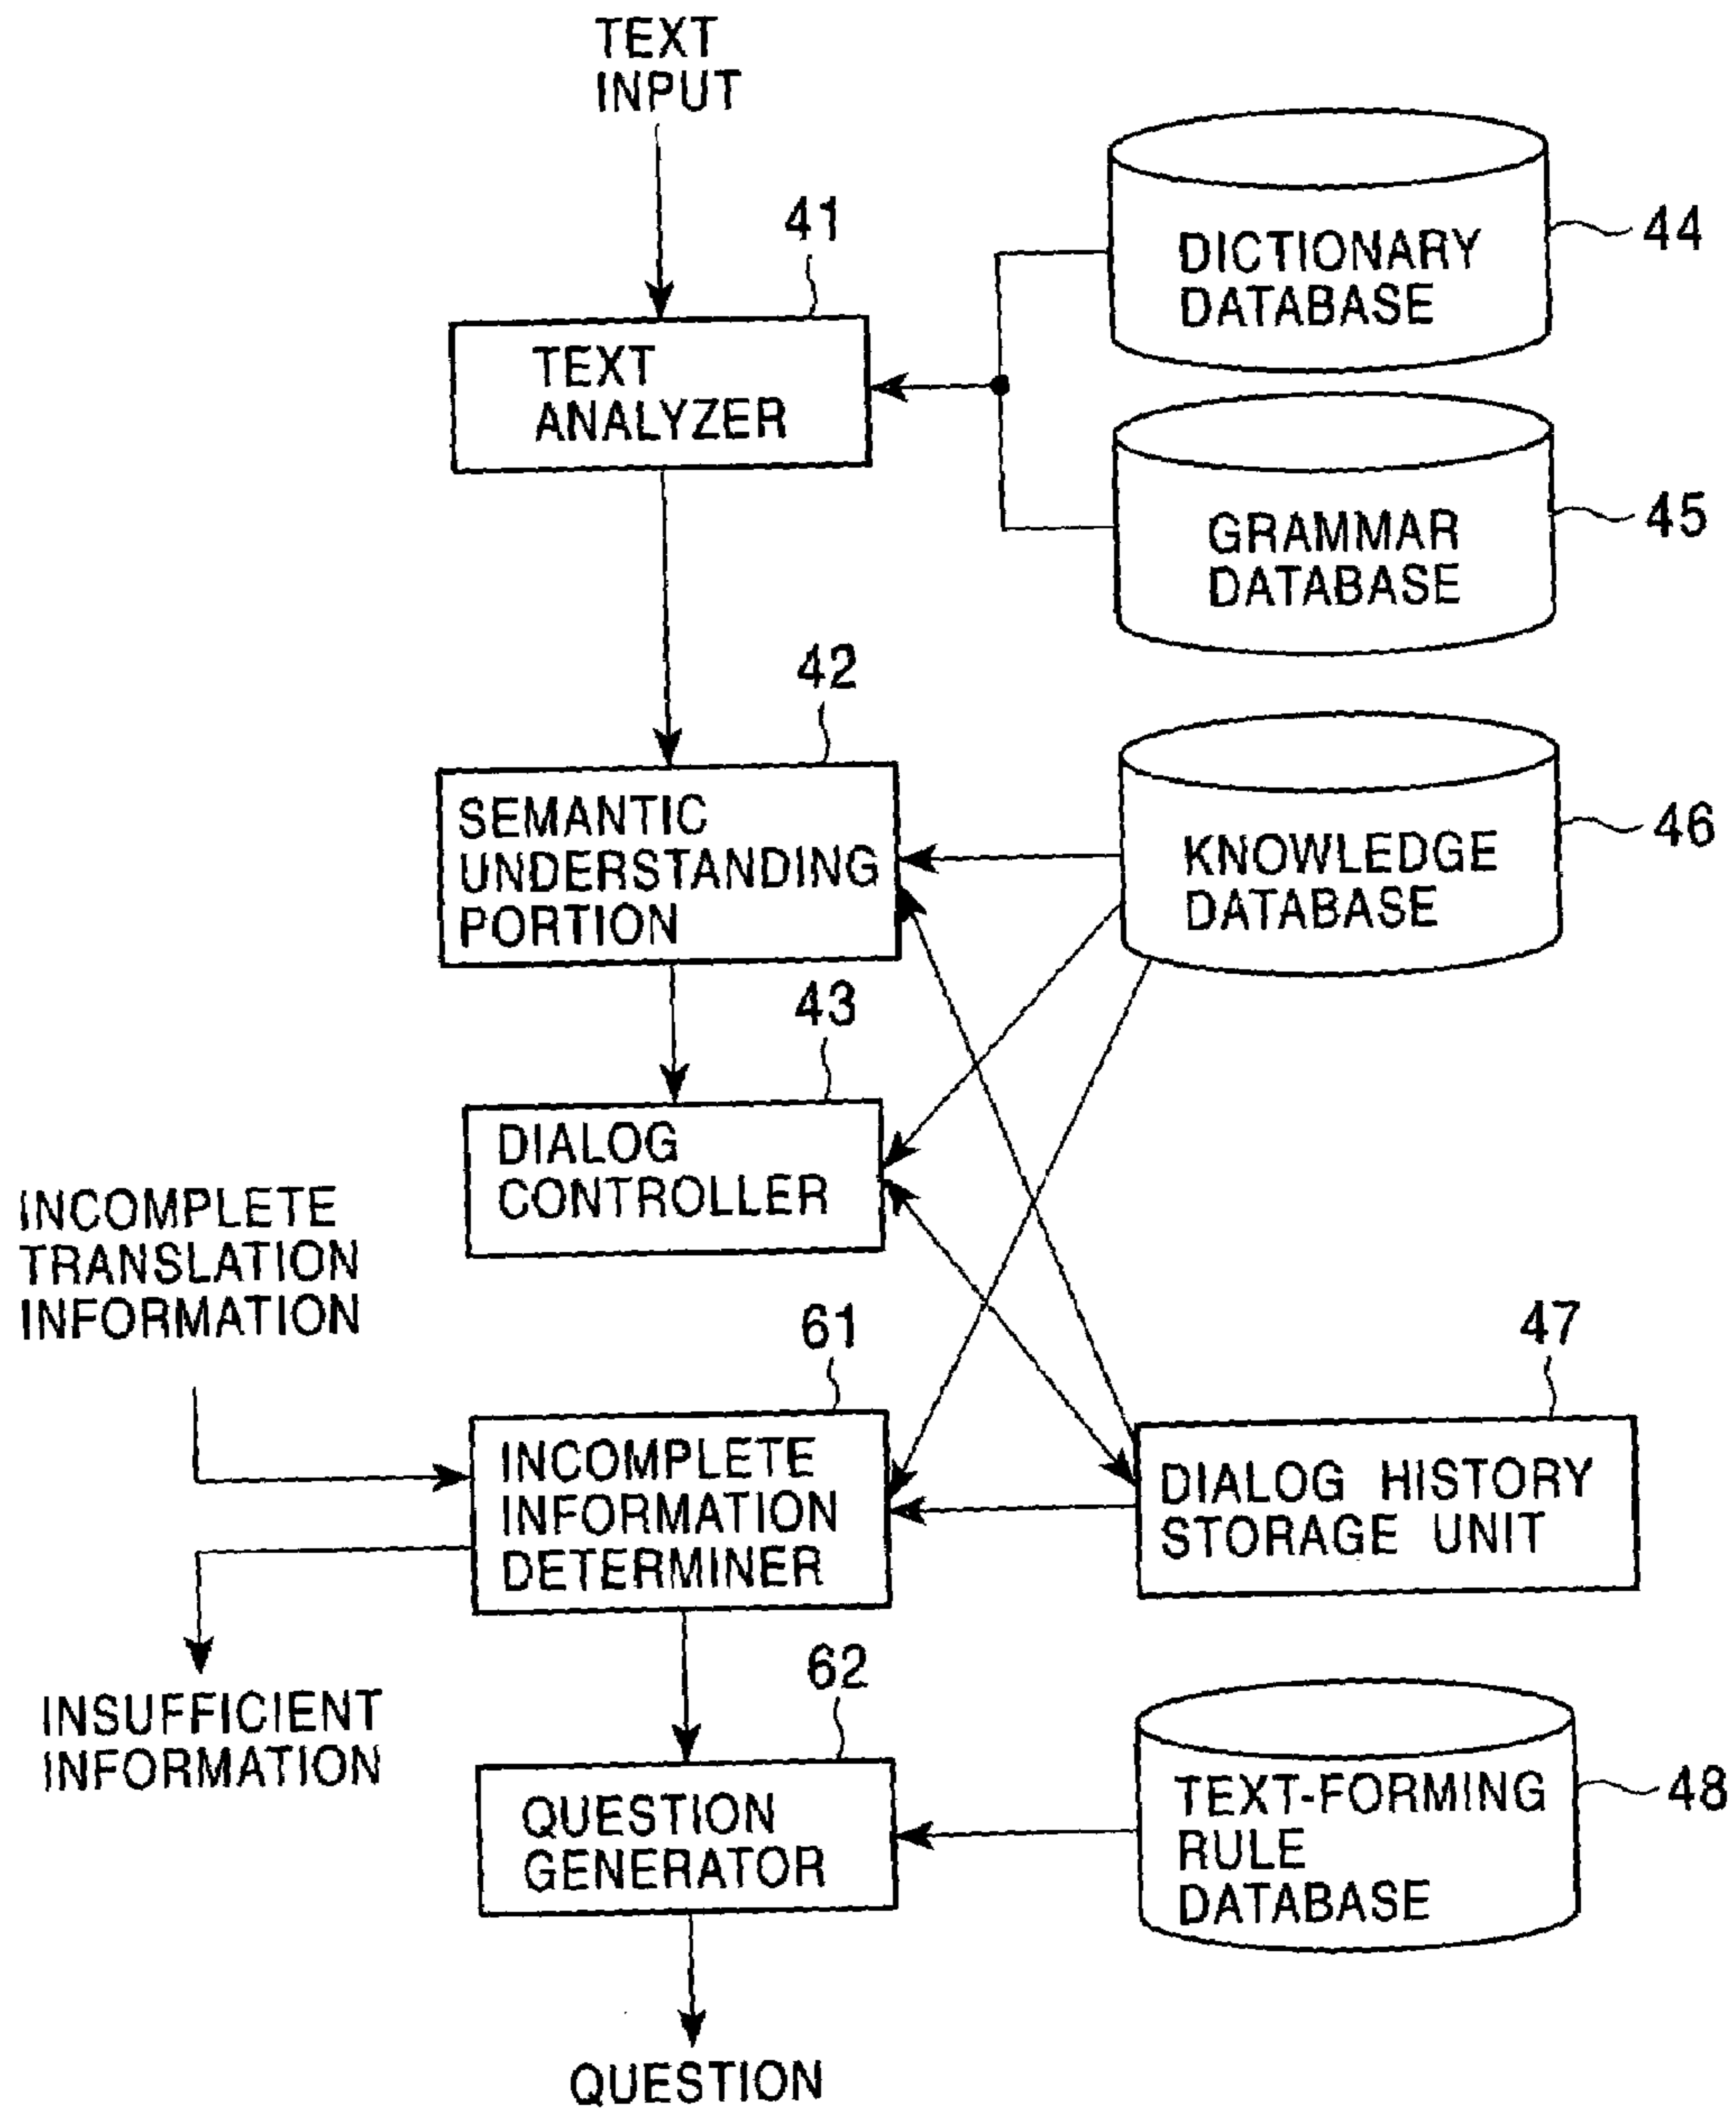 TEXT
INPUT
41
TEXT
ANALYZER
DICTIONARY
DATABASE
44
GRAMMAR
DATABASE
45
42
SEMANTIC
UNDERSTANDING
PORTION
KNOWLEDGE
DATABASE
46
43
DIALOG
CONTROLLER
INCOMPLETE
TRANSLATION
INFORMATION
61
INCOMPLETE
INFORMATION
DETERMINER
47
DIALOG HISTORY
STORAGE UNIT
INSUFFICIENT
INFORMATION
62
QUESTION
GENERATOR
TEXT-FORMING
RULE
DATABASE
48
QUESTION